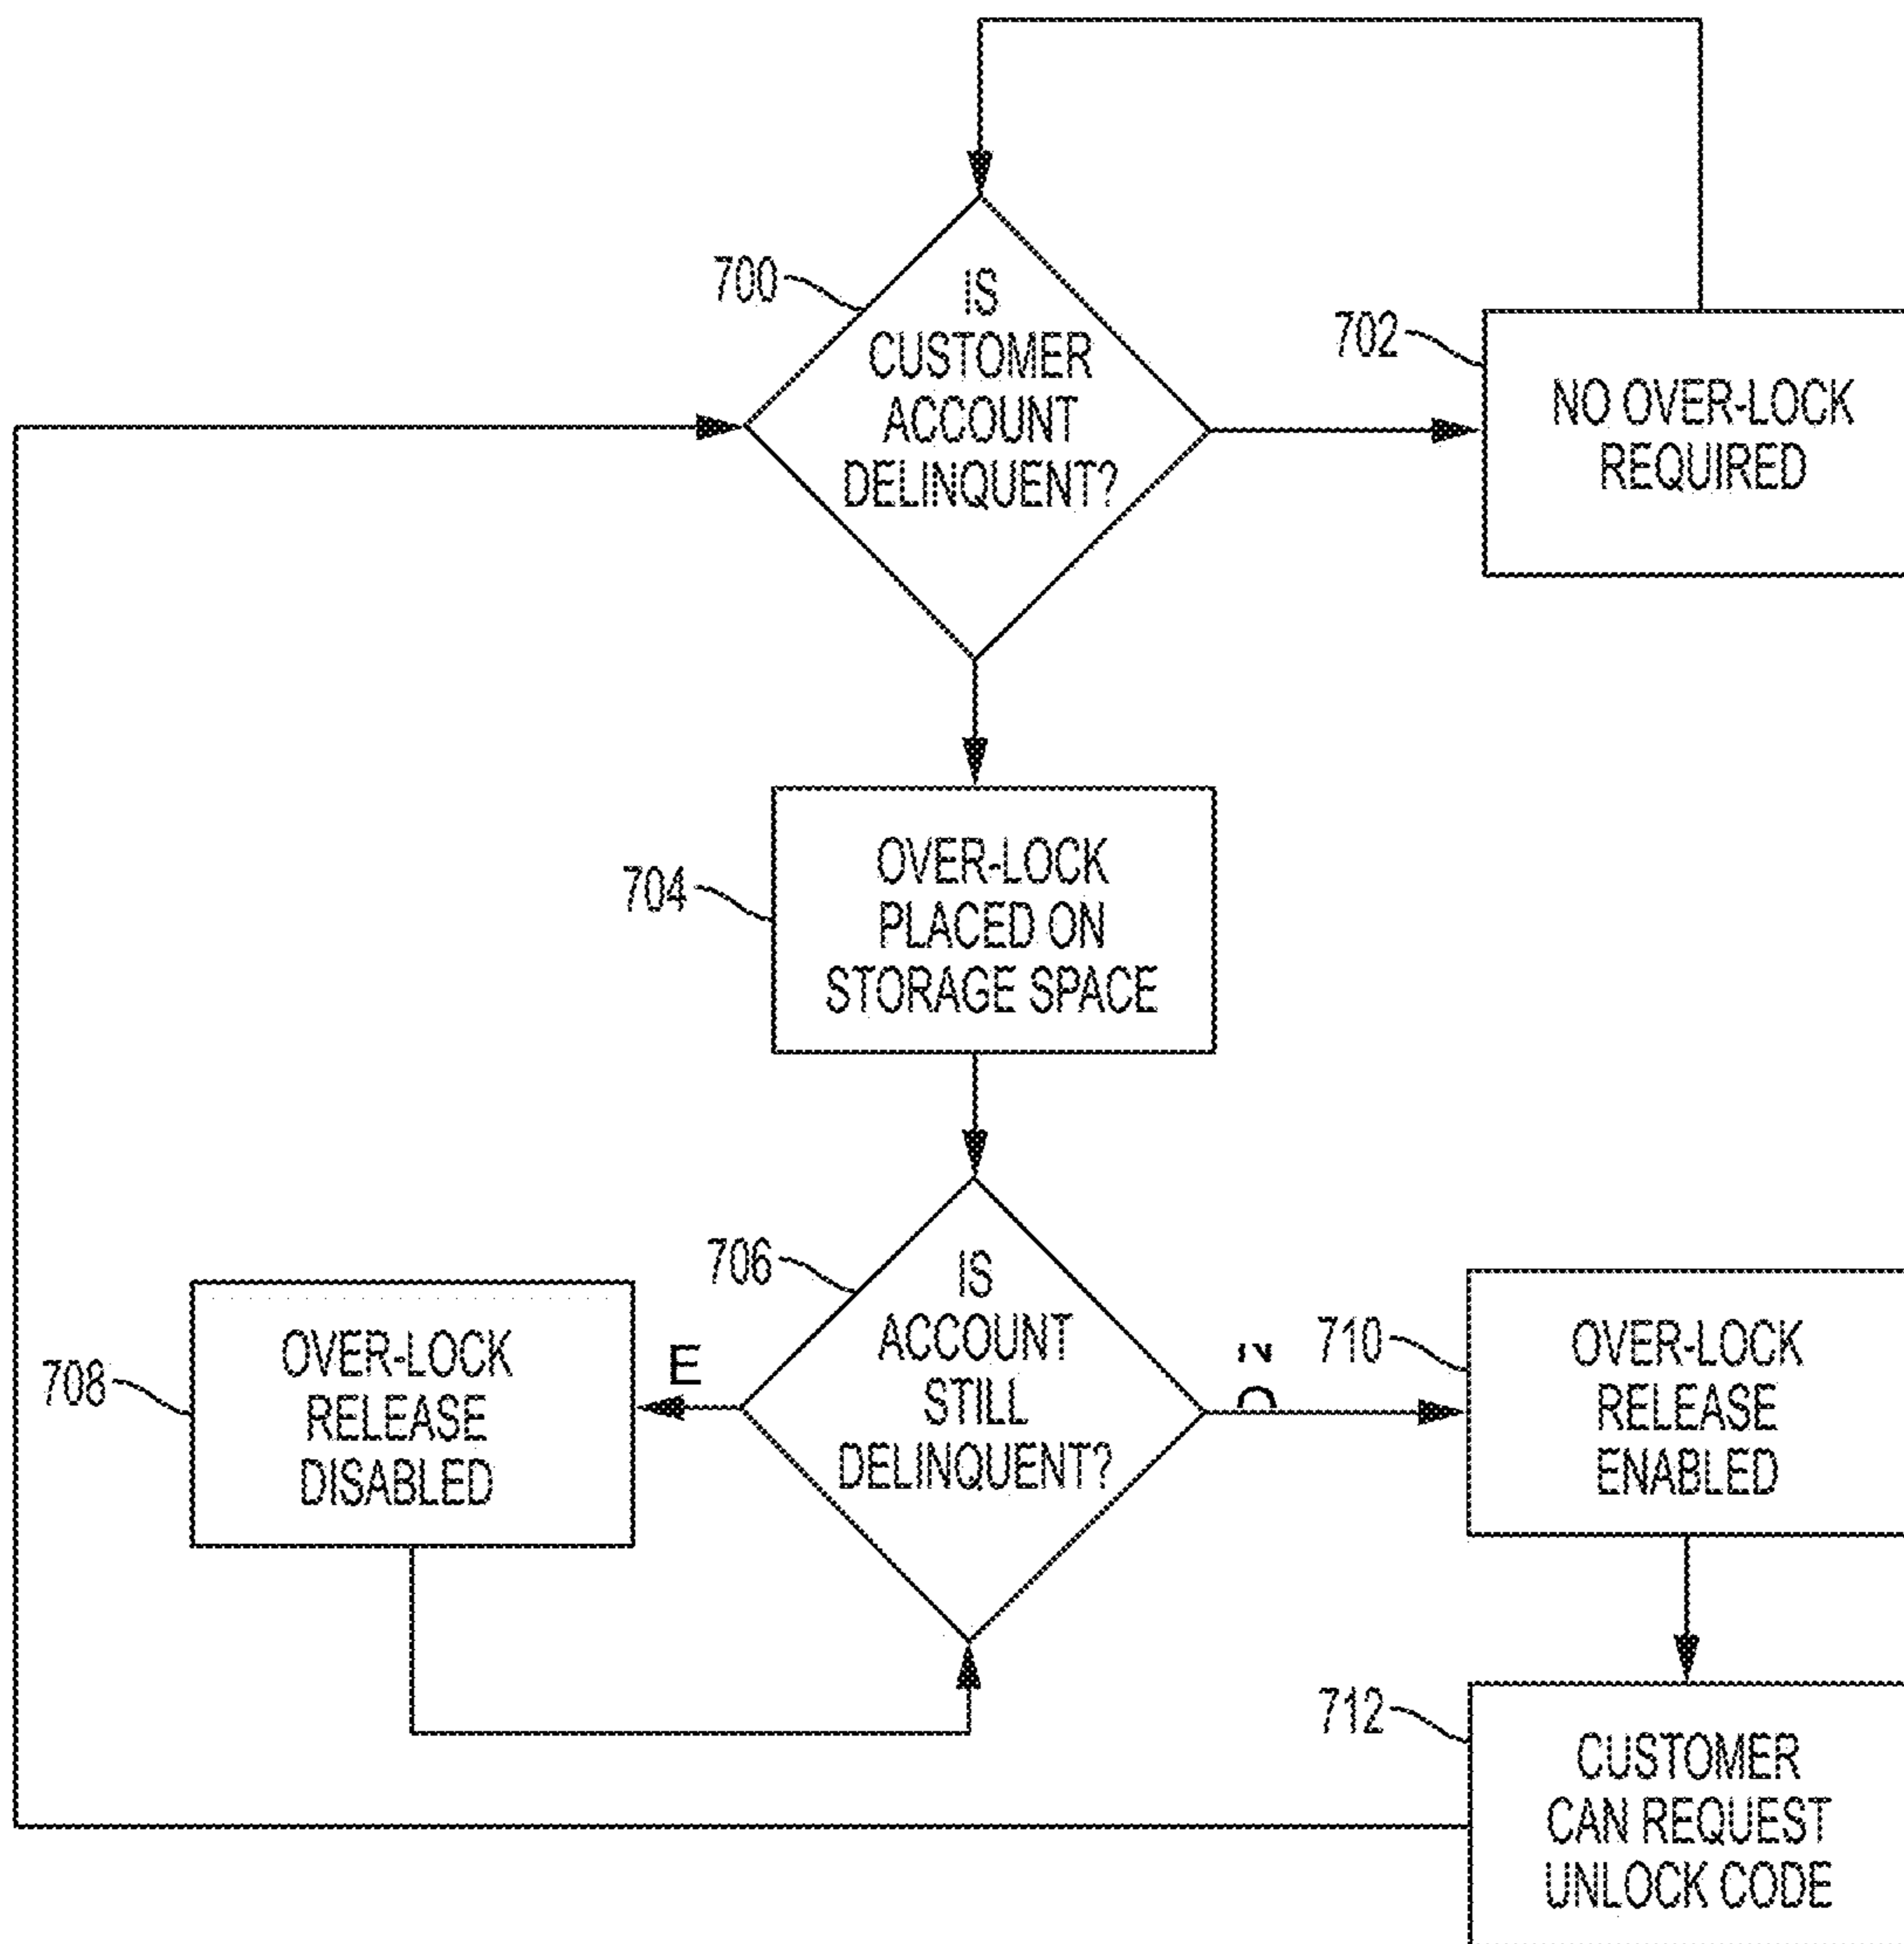 700
IS
CUSTOMER
ACCOUNT
DELINQUENT?
702
NO OVER-LOCK
REQUIRED
704
OVER-LOCK
PLACED ON
STORAGE SPACE
706
IS
ACCOUNT
STILL
DELINQUENT?
708
OVER-LOCK
RELEASE
DISABLED
E
710
OVER-LOCK
RELEASE
ENABLED
712
CUSTOMER
CAN REQUEST
UNLOCK CODE